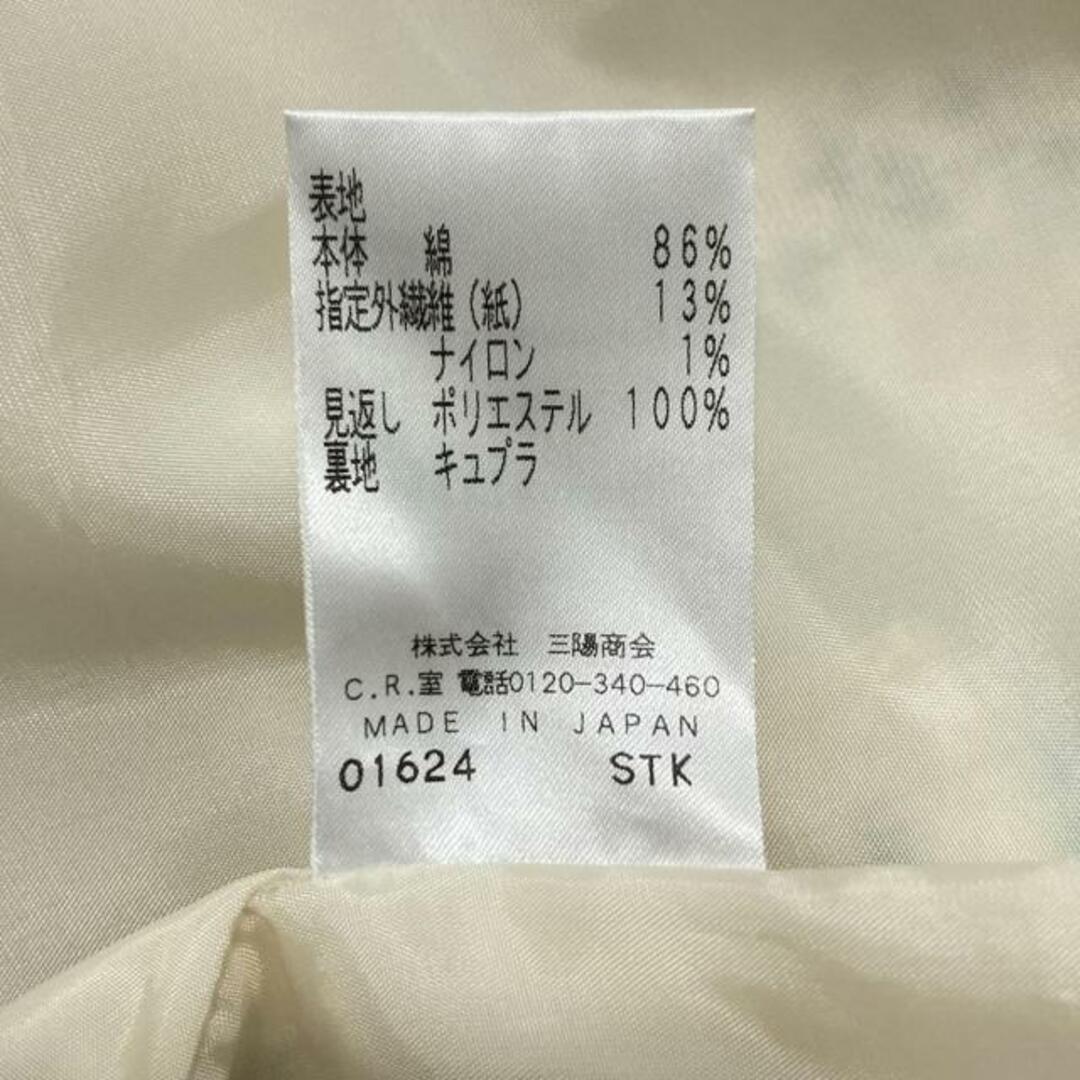 表地
本体 綿 86%
指定外繊維（紙） 13%
ナイロン 1%
見返し ポリエステル 100%
裏地 キュプラ
株式会社 三陽商会
C.R.室 電話0120-340-460
MADE IN JAPAN
01624 STK